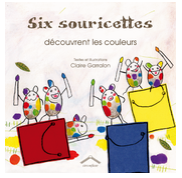 Six souricettes
découvrent les couleurs
Textes et illustrations
Claire Garralon